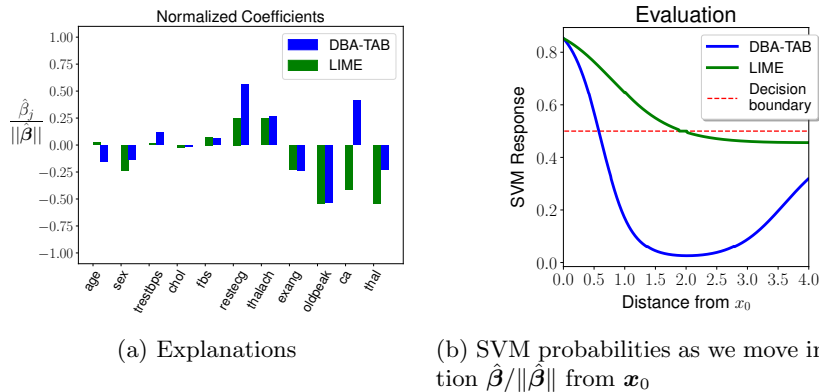 Normalized Coefficients
1.00
0.75
0.50
0.25
0.00
−0.25
−0.50
−0.75
−1.00
β̂_j / ||β̂||
DBA-TAB
LIME
age
sex
trestbps
chol
fbs
restecg
thalach
exang
oldpeak
ca
thal
(a) Explanations
Evaluation
0.8
0.6
0.4
0.2
0.0
SVM Response
DBA-TAB
LIME
Decision
boundary
0.0 0.5 1.0 1.5 2.0 2.5 3.0 3.5 4.0
Distance from x_0
(b) SVM probabilities as we move in
tion β̂/‖β̂‖ from x_0